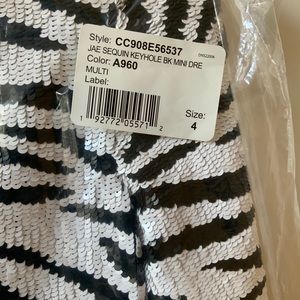 Style: CC908E56537
JAE SEQUIN KEYHOLE BK MINI DRE
Color: A960
MULTI
Label:
Size:
4
1 92772 05571 2